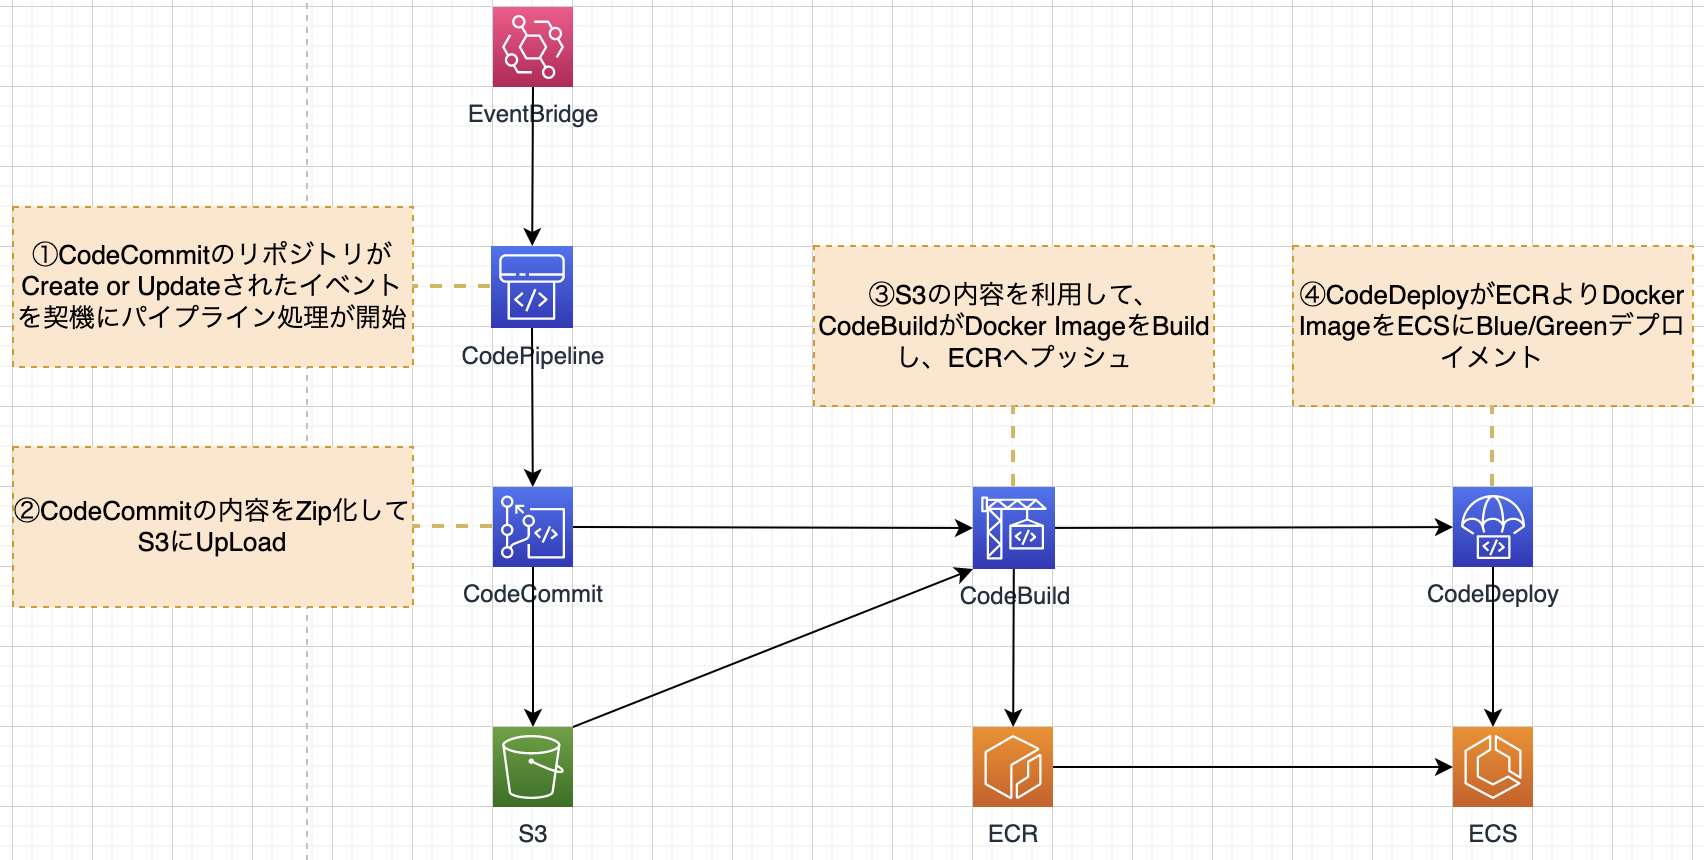 EventBridge
①CodeCommitのリポジトリが
Create or Updateされたイベント
を契機にパイプライン処理が開始
CodePipeline
③S3の内容を利用して、
CodeBuildがDocker ImageをBuild
し、ECRへプッシュ
④CodeDeployがECRよりDocker
ImageをECSにBlue/Greenデプロ
イメント
②CodeCommitの内容をZip化して
S3にUpLoad
CodeCommit
CodeBuild
CodeDeploy
S3
ECR
ECS